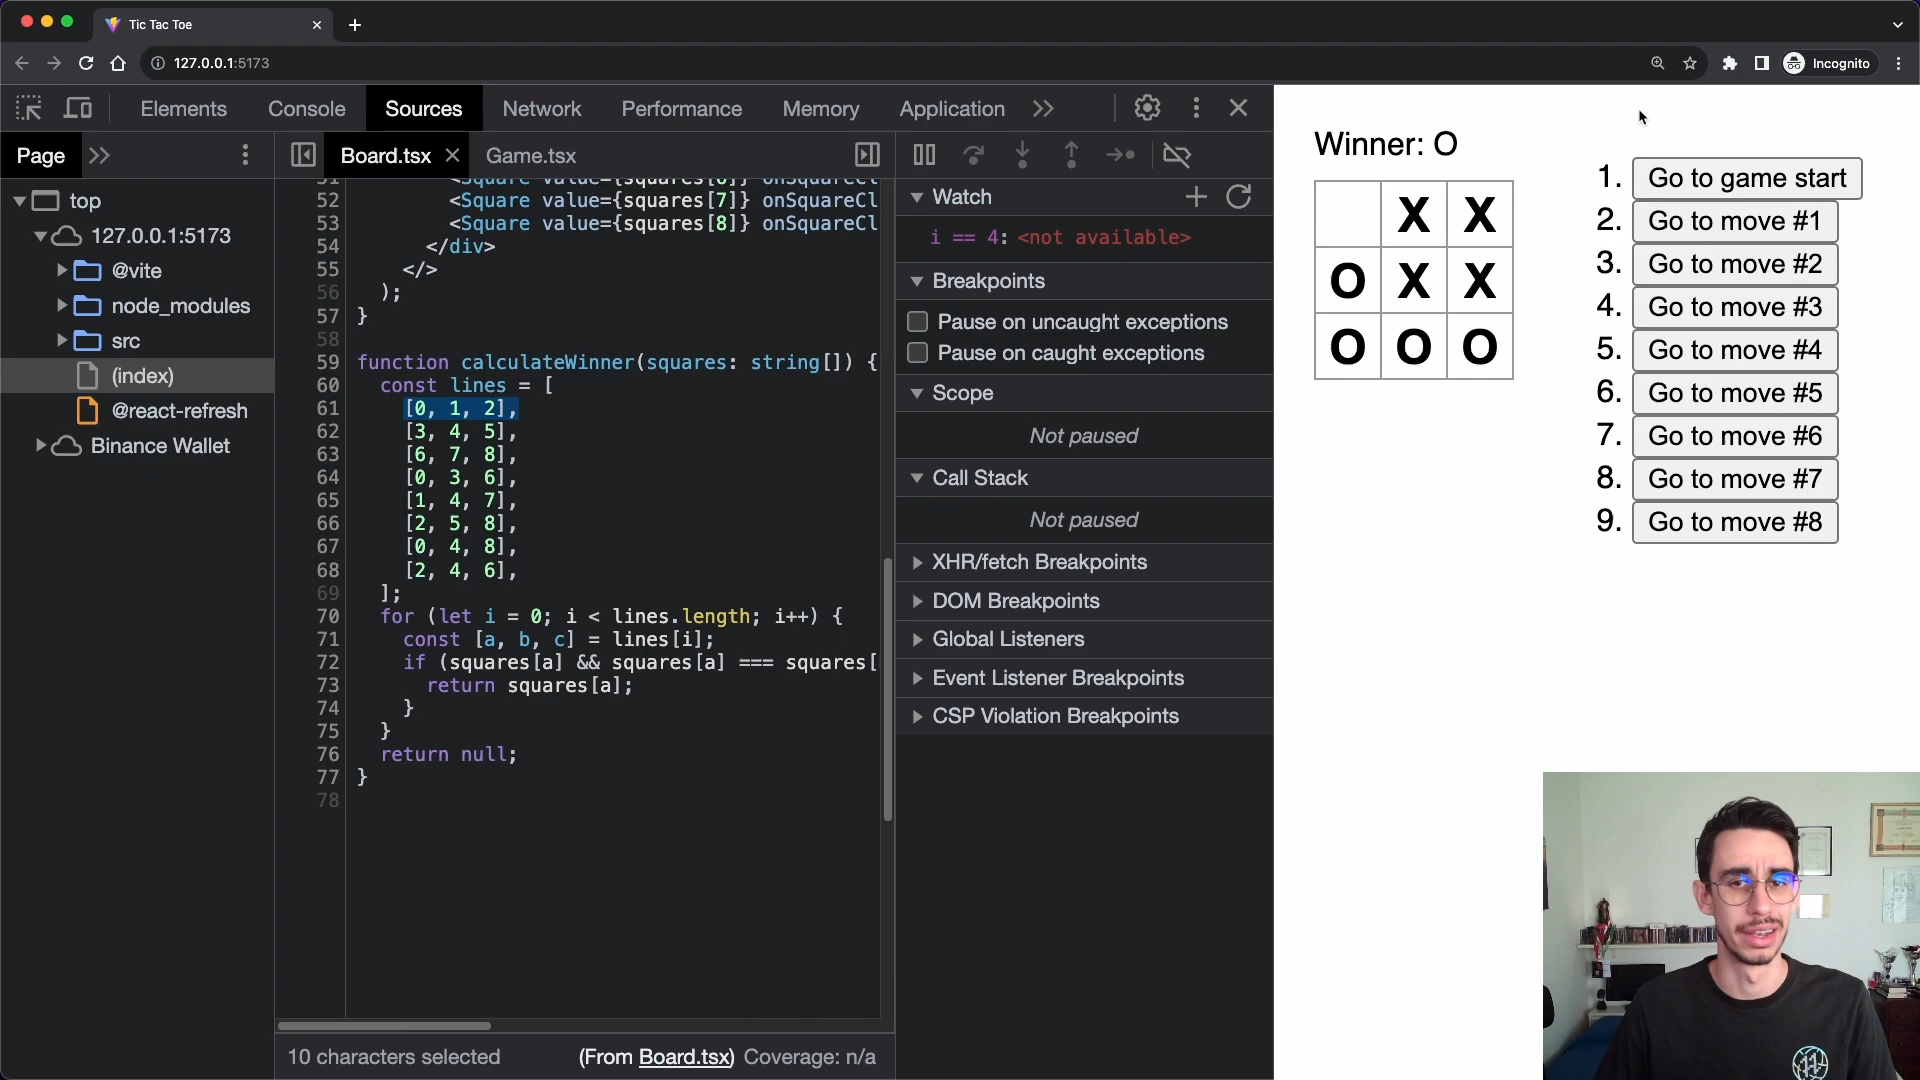 Tic Tac Toe
127.0.0.1:5173
Incognito
Elements
Console
Sources
Network
Performance
Memory
Application
Page
top
127.0.0.1:5173
@vite
node_modules
src
(index)
@react-refresh
Binance Wallet
Board.tsx
Game.tsx
51 <Square value={squares[6]} onSquareCl
52 <Square value={squares[7]} onSquareCl
53 <Square value={squares[8]} onSquareCl
54 </div>
55 </>
56 );
57 }
58
59 function calculateWinner(squares: string[]) {
60 const lines = [
61 [0, 1, 2],
62 [3, 4, 5],
63 [6, 7, 8],
64 [0, 3, 6],
65 [1, 4, 7],
66 [2, 5, 8],
67 [0, 4, 8],
68 [2, 4, 6],
69 ];
70 for (let i = 0; i < lines.length; i++) {
71 const [a, b, c] = lines[i];
72 if (squares[a] && squares[a] === squares[
73 return squares[a];
74 }
75 }
76 return null;
77 }
78
10 characters selected
(From Board.tsx) Coverage: n/a
Watch
i == 4: <not available>
Breakpoints
Pause on uncaught exceptions
Pause on caught exceptions
Scope
Not paused
Call Stack
Not paused
XHR/fetch Breakpoints
DOM Breakpoints
Global Listeners
Event Listener Breakpoints
CSP Violation Breakpoints
Winner: O
X X
O X X
O O O
1. Go to game start
2. Go to move #1
3. Go to move #2
4. Go to move #3
5. Go to move #4
6. Go to move #5
7. Go to move #6
8. Go to move #7
9. Go to move #8